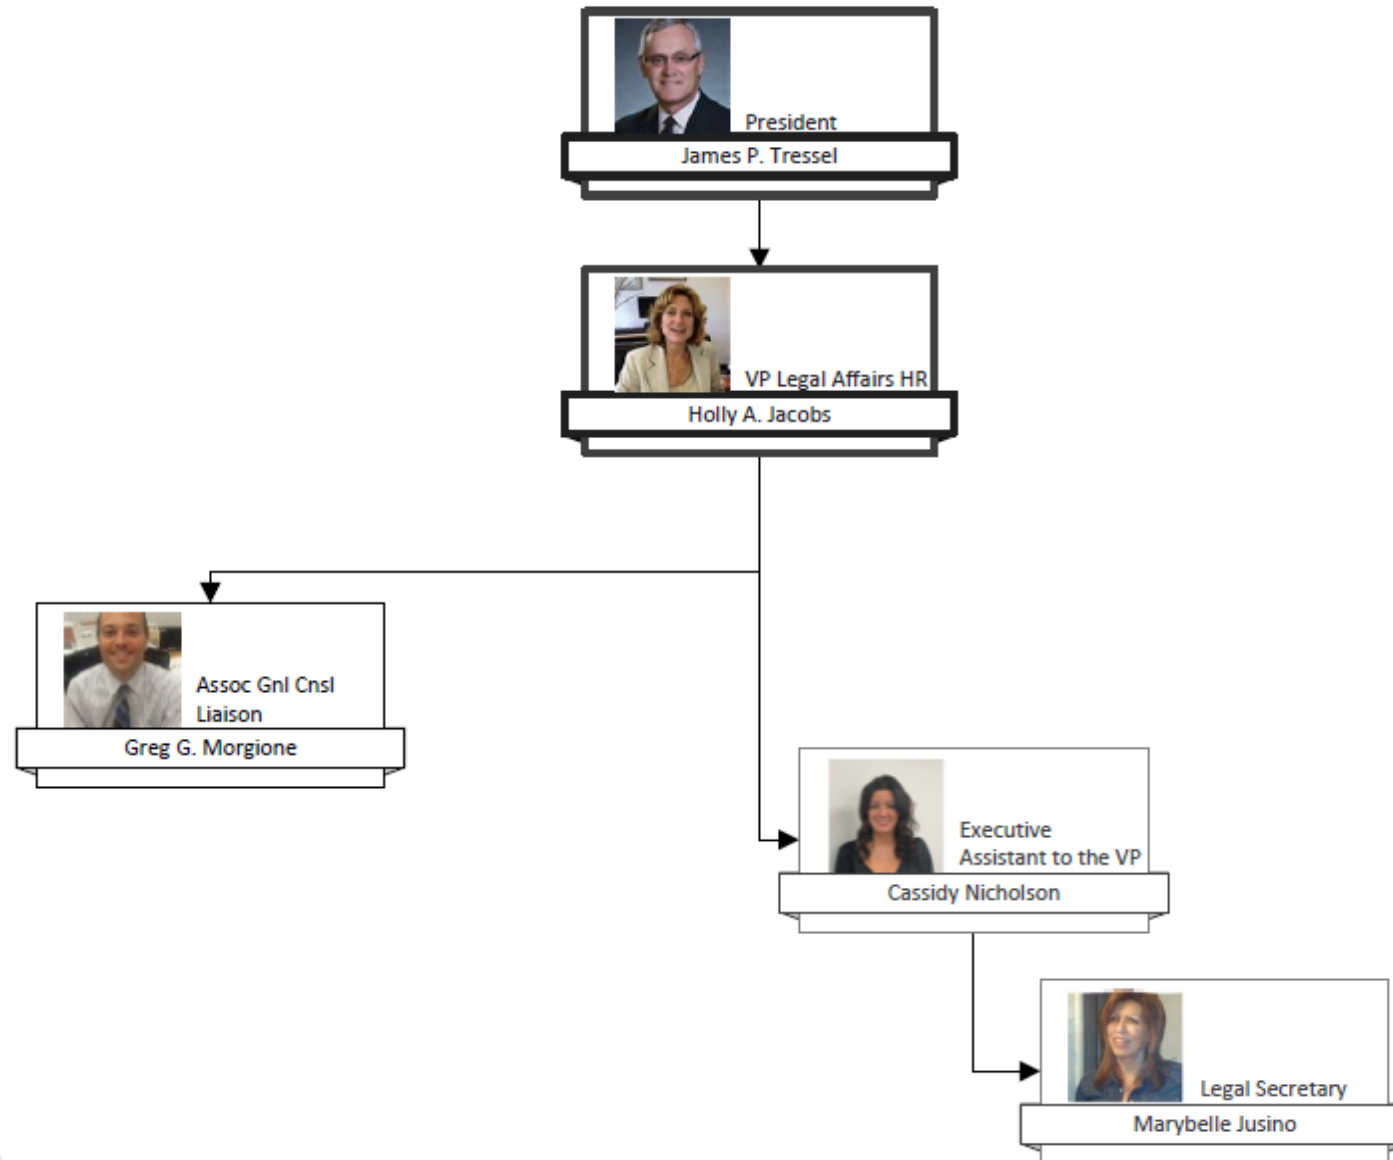 President
James P. Tressel
VP Legal Affairs HR
Holly A. Jacobs
Assoc Gnl Cnsl
Liaison
Greg G. Morgione
Executive
Assistant to the VP
Cassidy Nicholson
Legal Secretary
Marybelle Jusino